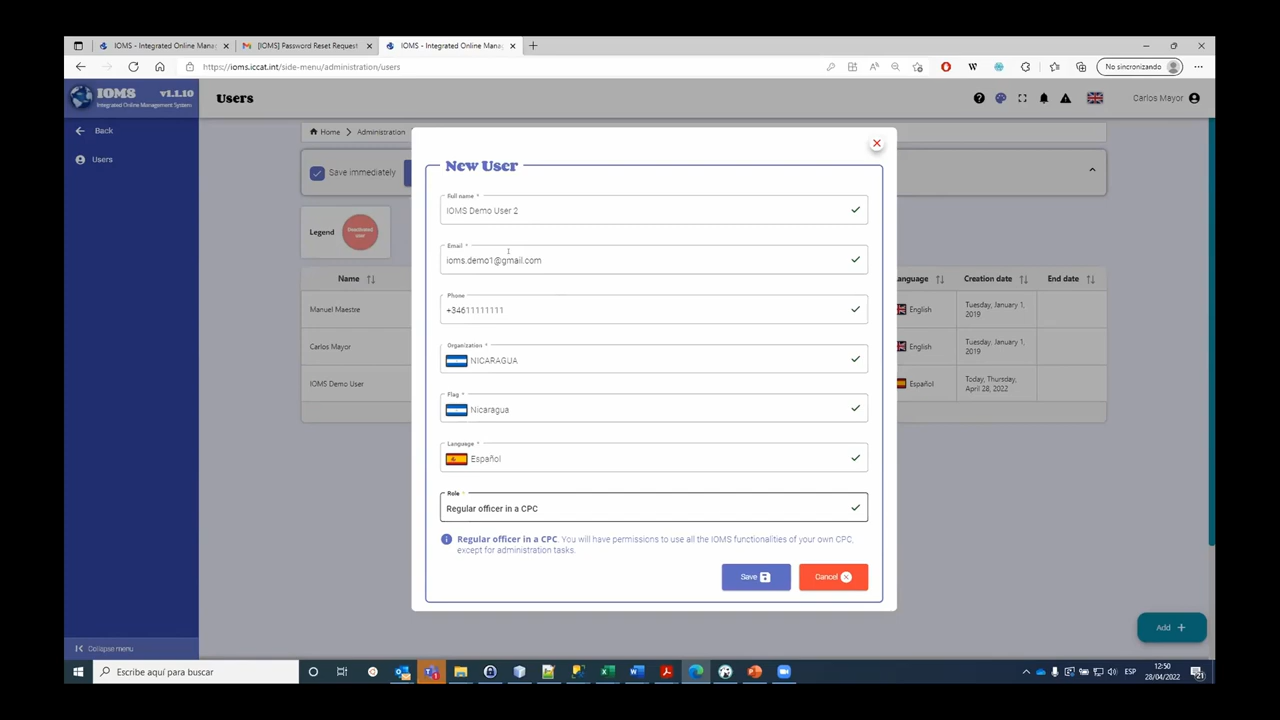 IOMS - Integrated Online Manag
[IOMS] Password Reset Request
IOMS - Integrated Online Manag
https://ioms.iccat.int/side-menu/administration/users
No sincronizando
IOMS v1.1.10
Integrated Online Management System
Users
Carlos Mayor
Back
Users
Home > Administration
Save immediately
Legend
Deactivated user
Name
anguage
Creation date
End date
Manuel Maestre
English
Tuesday, January 1, 2019
Carlos Mayor
English
Tuesday, January 1, 2019
IOMS Demo User
Español
Today, Thursday, April 28, 2022
New User
Full name *
IOMS Demo User 2
Email *
ioms.demo1@gmail.com
Phone
+34611111111
Organization *
NICARAGUA
Flag *
Nicaragua
Language *
Español
Role *
Regular officer in a CPC
Regular officer in a CPC. You will have permissions to use all the IOMS functionalities of your own CPC,
except for administration tasks.
Save
Cancel
Add +
Collapse menu
Escribe aquí para buscar
ESP
12:50
28/04/2022
21